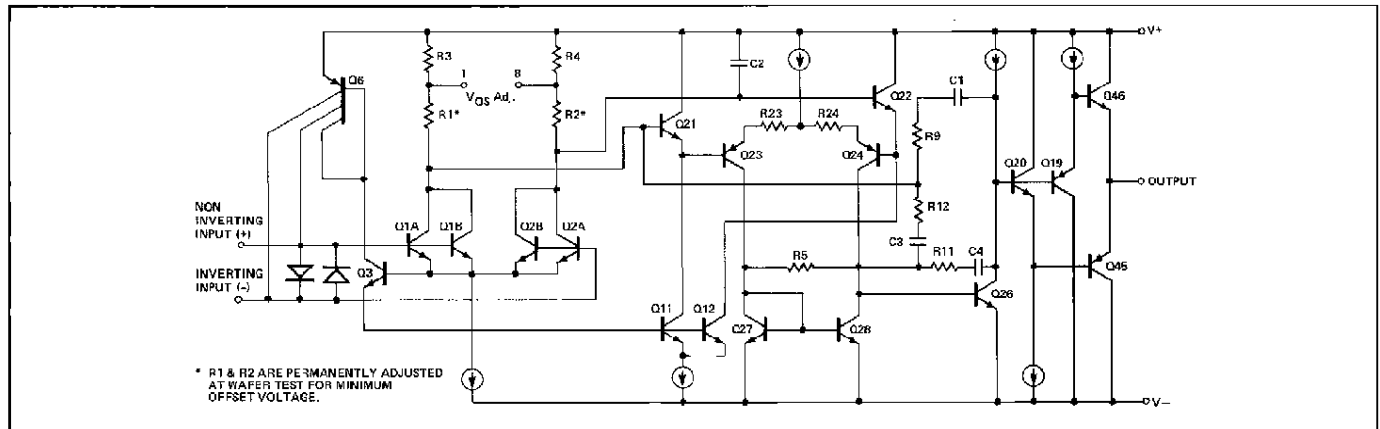 V+
R3
R4
Q6
1
8
VOS Adj.
C2
C1
Q46
R1*
R2*
Q22
Q21
R23
R24
R9
Q23
Q24
Q20
Q19
OUTPUT
R12
NON
INVERTING
INPUT (+)
Q1A
Q1B
Q2B
Q2A
C3
R11
C4
INVERTING
INPUT (–)
Q3
R5
Q45
Q26
Q11
Q12
Q27
Q28
* R1 & R2 ARE PERMANENTLY ADJUSTED
AT WAFER TEST FOR MINIMUM
OFFSET VOLTAGE.
V–